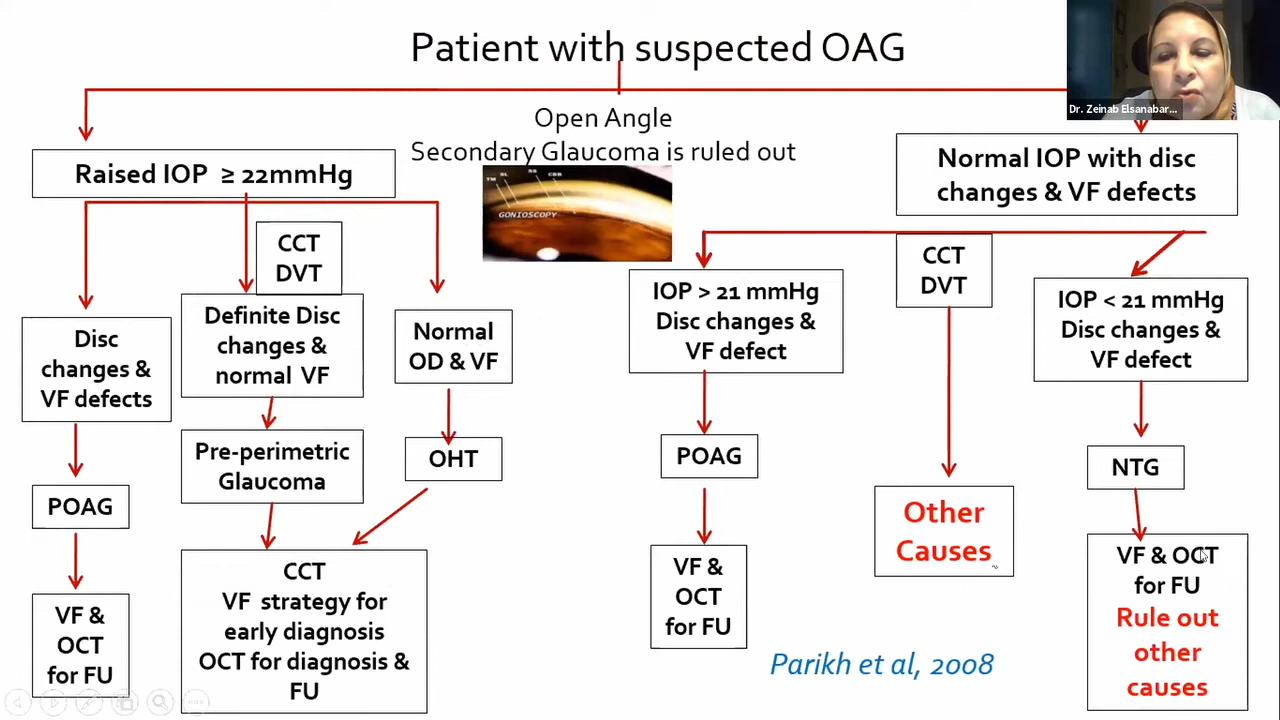 Patient with suspected OAG
Dr. Zeinab Elsanabar...
Open Angle
Secondary Glaucoma is ruled out
TM SL SS CBB
GONIOSCOPY
Raised IOP ≥ 22mmHg
CCT
DVT
Disc
changes &
VF defects
POAG
VF &
OCT
for FU
Definite Disc
changes &
normal VF
Pre-perimetric
Glaucoma
Normal
OD & VF
OHT
CCT
VF strategy for
early diagnosis
OCT for diagnosis &
FU
Normal IOP with disc
changes & VF defects
IOP > 21 mmHg
Disc changes &
VF defect
POAG
VF &
OCT
for FU
CCT
DVT
Other
Causes
IOP < 21 mmHg
Disc changes &
VF defect
NTG
VF & OCT
for FU
Rule out
other
causes
Parikh et al, 2008